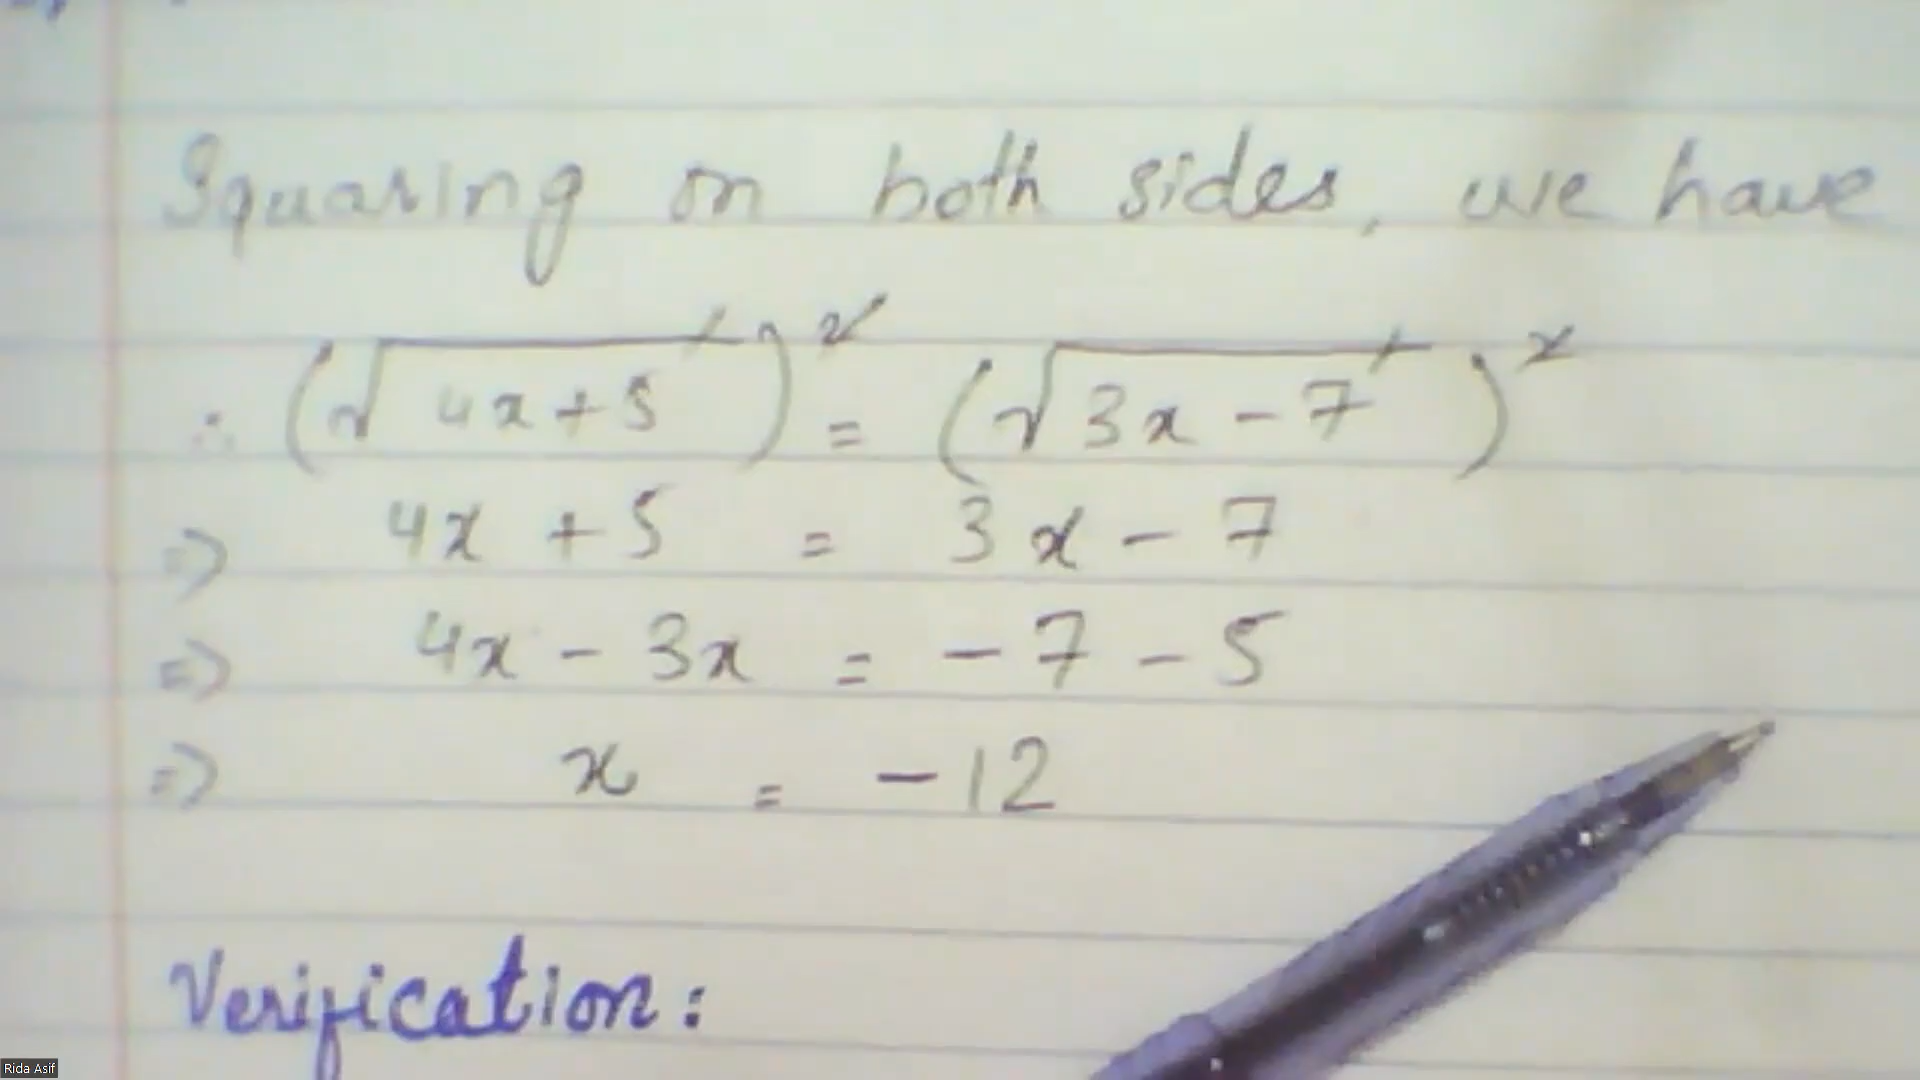 Squaring on both sides, we have
∴ (√4x+5)² = (√3x-7)²
=> 4x + 5 = 3x - 7
=> 4x - 3x = -7 - 5
=> x = -12
Verification:
Rida Asif